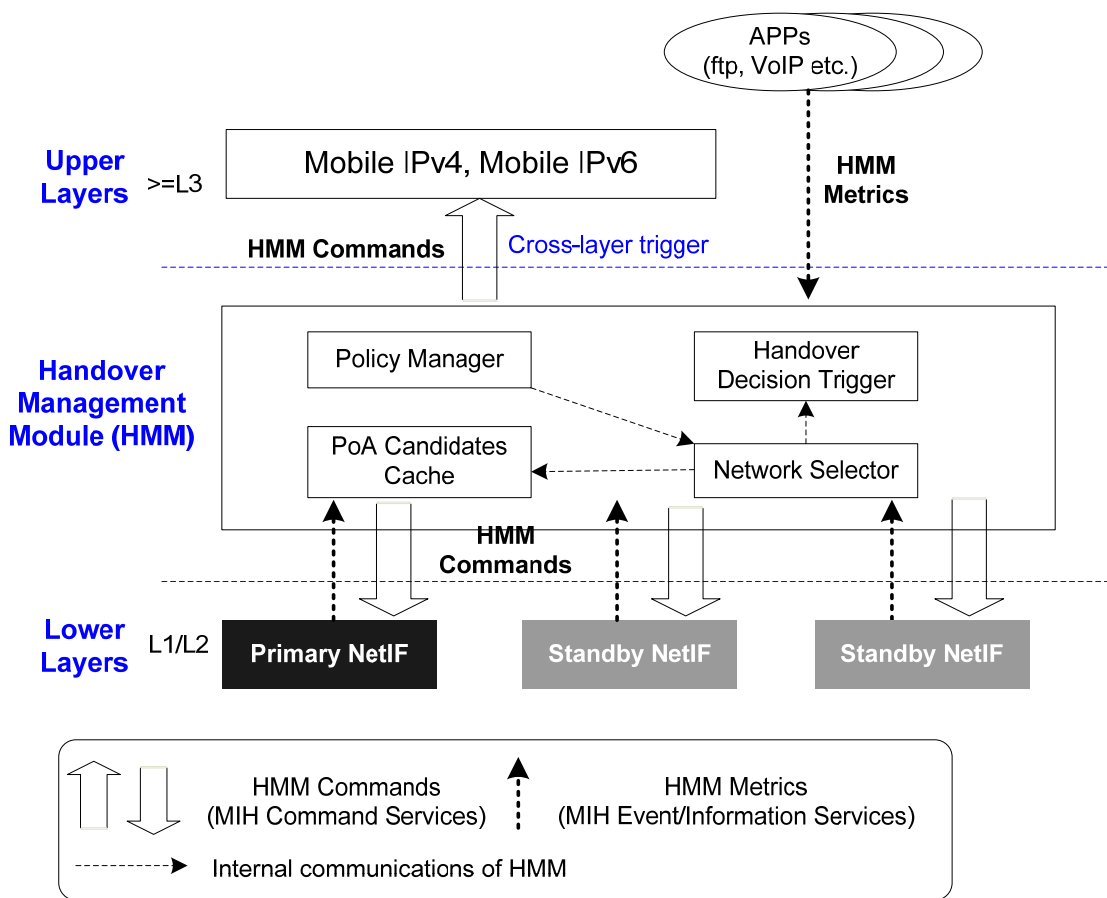 APPs
(ftp, VoIP etc.)
Upper
Layers
>=L3
Mobile IPv4, Mobile IPv6
HMM
Metrics
HMM Commands
Cross-layer trigger
Handover
Management
Module (HMM)
Policy Manager
Handover
Decision Trigger
PoA Candidates
Cache
Network Selector
HMM
Commands
Lower
Layers
L1/L2
Primary NetIF
Standby NetIF
Standby NetIF
HMM Commands
(MIH Command Services)
HMM Metrics
(MIH Event/Information Services)
Internal communications of HMM